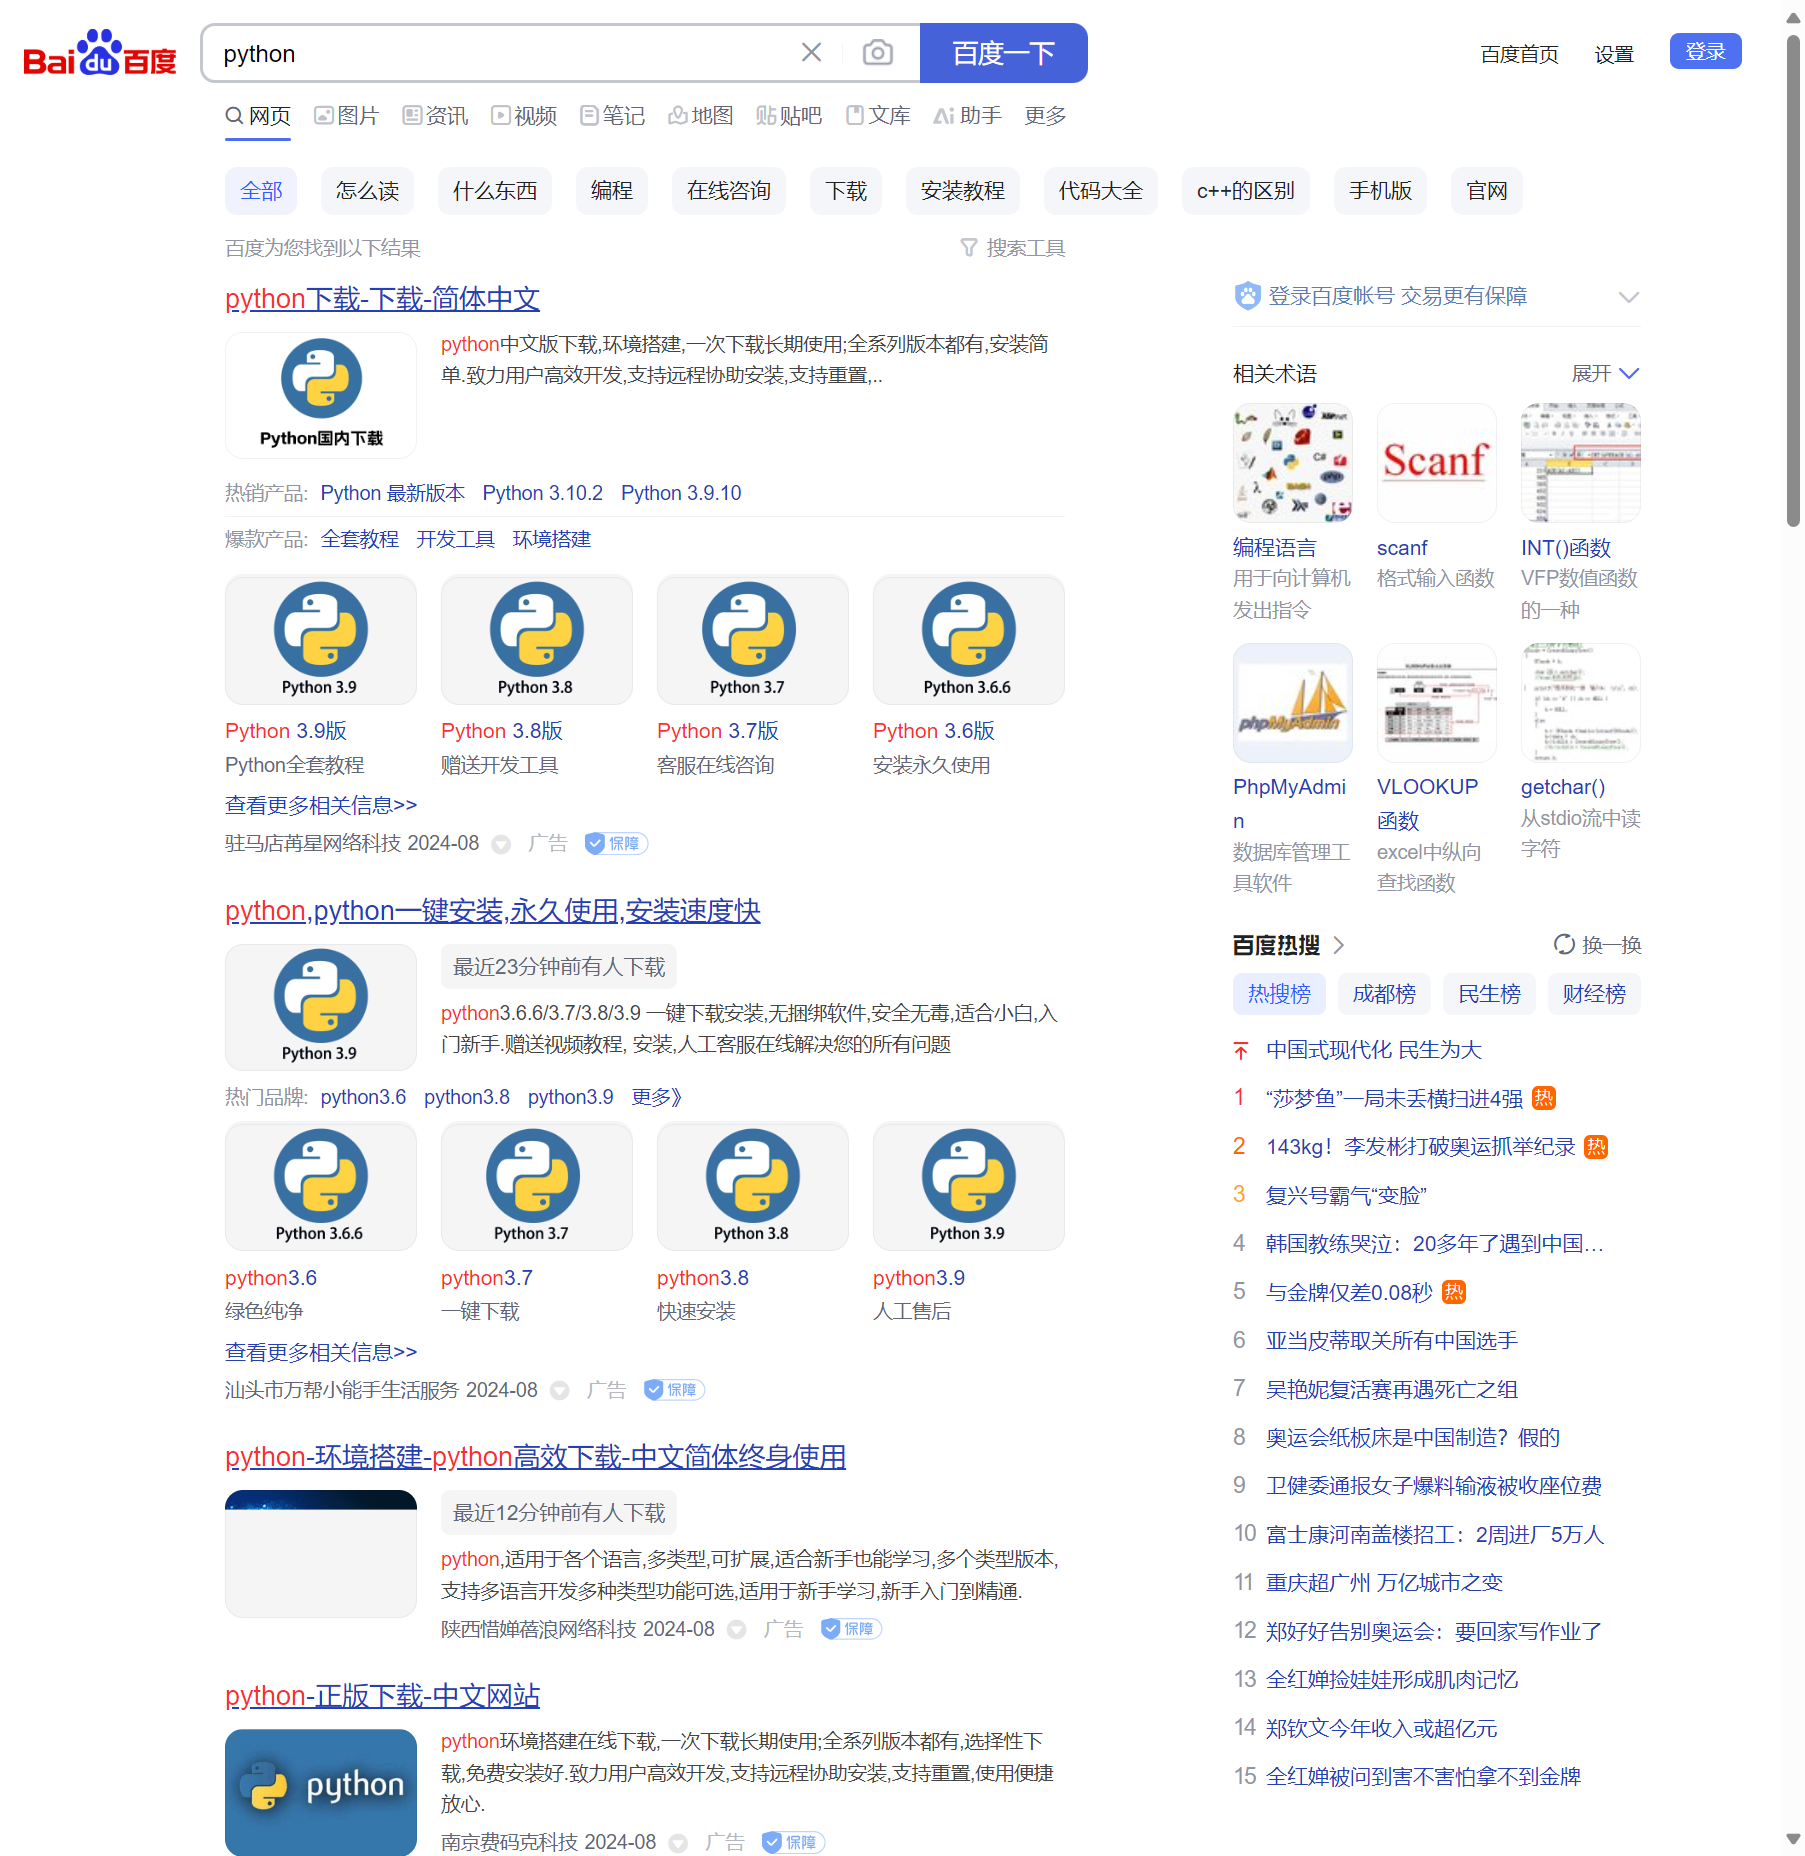 Bai du 百度
python
百度一下
百度首页 设置 登录
网页 图片 资讯 视频 笔记 地图 贴 贴吧 文库 Ai 助手 更多
全部 怎么读 什么东西 编程 在线咨询 下载 安装教程 代码大全 c++的区别 手机版 官网
百度为您找到以下结果 搜索工具
python下载-下载-简体中文
Python国内下载
python中文版下载,环境搭建,一次下载长期使用;全系列版本都有,安装简
单.致力用户高效开发,支持远程协助安装,支持重置,..
热销产品: Python 最新版本 Python 3.10.2 Python 3.9.10
爆款产品: 全套教程 开发工具 环境搭建
Python 3.9 Python 3.8 Python 3.7 Python 3.6.6
Python 3.9版 Python 3.8版 Python 3.7版 Python 3.6版
Python全套教程 赠送开发工具 客服在线咨询 安装永久使用
查看更多相关信息>>
驻马店苒星网络科技 2024-08 广告 保障
python,python一键安装,永久使用,安装速度快
Python 3.9
最近23分钟前有人下载
python3.6.6/3.7/3.8/3.9 一键下载安装,无捆绑软件,安全无毒,适合小白,入
门新手.赠送视频教程, 安装,人工客服在线解决您的所有问题
热门品牌: python3.6 python3.8 python3.9 更多》
Python 3.6.6 Python 3.7 Python 3.8 Python 3.9
python3.6 python3.7 python3.8 python3.9
绿色纯净 一键下载 快速安装 人工售后
查看更多相关信息>>
汕头市万帮小能手生活服务 2024-08 广告 保障
python-环境搭建-python高效下载-中文简体终身使用
最近12分钟前有人下载
python,适用于各个语言,多类型,可扩展,适合新手也能学习,多个类型版本,
支持多语言开发多种类型功能可选,适用于新手学习,新手入门到精通.
陕西惜婵蓓浪网络科技 2024-08 广告 保障
python-正版下载-中文网站
python
python环境搭建在线下载,一次下载长期使用;全系列版本都有,选择性下
载,免费安装好.致力用户高效开发,支持远程协助安装,支持重置,使用便捷
放心.
南京费码克科技 2024-08 广告 保障
登录百度帐号 交易更有保障
相关术语 展开
Scanf
编程语言 scanf INT()函数
用于向计算机 格式输入函数 VFP数值函数
发出指令 的一种
phpMyAdmin
PhpMyAdmi VLOOKUP getchar()
n 函数 从stdio流中读
数据库管理工 excel中纵向 字符
具软件 查找函数
百度热搜 换一换
热搜榜 成都榜 民生榜 财经榜
中国式现代化 民生为大
1 “莎梦鱼”一局未丢横扫进4强 热
2 143kg！李发彬打破奥运抓举纪录 热
3 复兴号霸气“变脸”
4 韩国教练哭泣：20多年了遇到中国...
5 与金牌仅差0.08秒 热
6 亚当皮蒂取关所有中国选手
7 吴艳妮复活赛再遇死亡之组
8 奥运会纸板床是中国制造？假的
9 卫健委通报女子爆料输液被收座位费
10 富士康河南盖楼招工：2周进厂5万人
11 重庆超广州 万亿城市之变
12 郑好好告别奥运会：要回家写作业了
13 全红婵捡娃娃形成肌肉记忆
14 郑钦文今年收入或超亿元
15 全红婵被问到害不害怕拿不到金牌